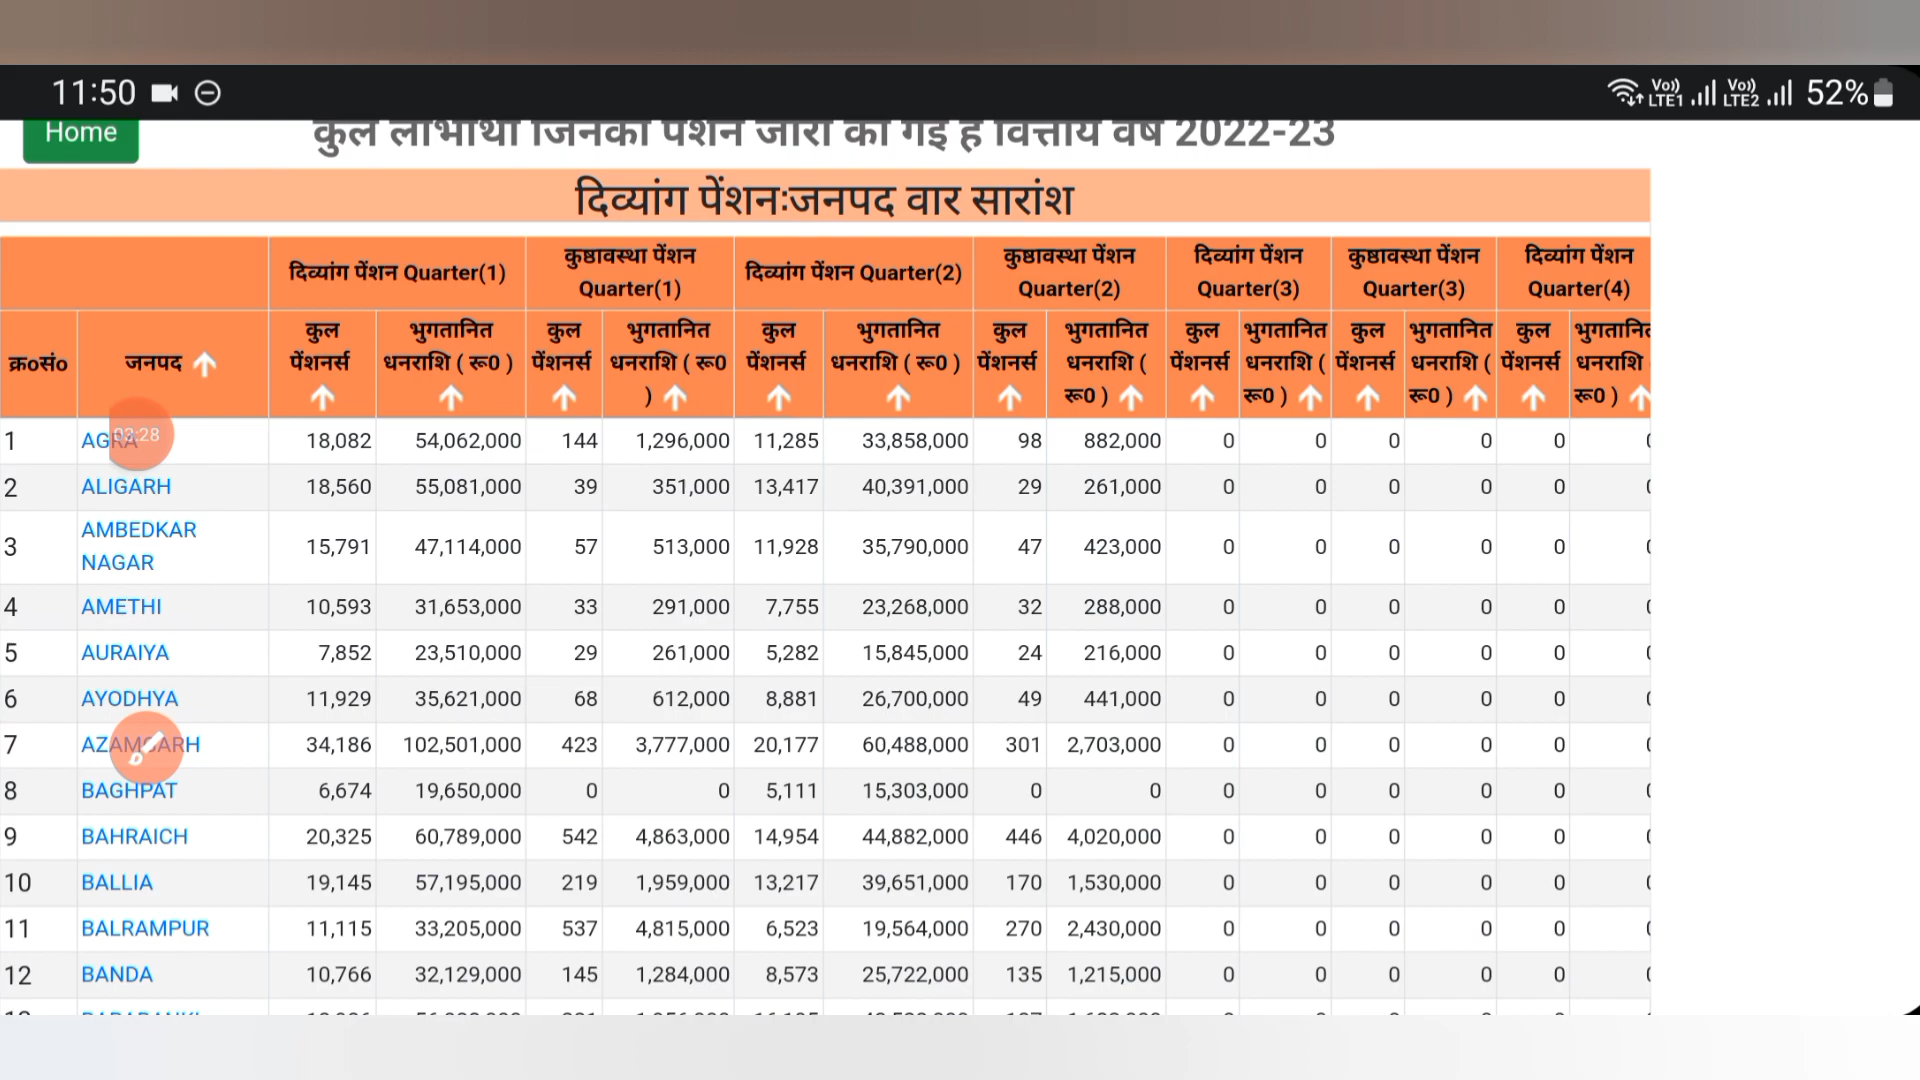 11:50 Vo)) LTE1 Vo)) LTE2 52%
Home
कुल लाभार्थी जिनको पेंशन जारी की गई है वित्तीय वर्ष 2022-23
दिव्यांग पेंशनःजनपद वार सारांश
दिव्यांग पेंशन Quarter(1) कुष्ठावस्था पेंशन Quarter(1) दिव्यांग पेंशन Quarter(2) कुष्ठावस्था पेंशन Quarter(2) दिव्यांग पेंशन Quarter(3) कुष्ठावस्था पेंशन Quarter(3) दिव्यांग पेंशन Quarter(4)
क्र०सं० जनपद कुल पेंशनर्स भुगतानित धनराशि ( रू0 ) कुल पेंशनर्स भुगतानित धनराशि ( रू0 ) कुल पेंशनर्स भुगतानित धनराशि ( रू0 ) कुल पेंशनर्स भुगतानित धनराशि ( रू0 ) कुल पेंशनर्स भुगतानित धनराशि ( रू0 ) कुल पेंशनर्स भुगतानित धनराशि ( रू0 ) कुल पेंशनर्स भुगतानित धनराशि रू0 )
03:28
1 AGRA 18,082 54,062,000 144 1,296,000 11,285 33,858,000 98 882,000 0 0 0 0 0
2 ALIGARH 18,560 55,081,000 39 351,000 13,417 40,391,000 29 261,000 0 0 0 0 0
3 AMBEDKAR NAGAR 15,791 47,114,000 57 513,000 11,928 35,790,000 47 423,000 0 0 0 0 0
4 AMETHI 10,593 31,653,000 33 291,000 7,755 23,268,000 32 288,000 0 0 0 0 0
5 AURAIYA 7,852 23,510,000 29 261,000 5,282 15,845,000 24 216,000 0 0 0 0 0
6 AYODHYA 11,929 35,621,000 68 612,000 8,881 26,700,000 49 441,000 0 0 0 0 0
7 AZAMGARH 34,186 102,501,000 423 3,777,000 20,177 60,488,000 301 2,703,000 0 0 0 0 0
8 BAGHPAT 6,674 19,650,000 0 0 5,111 15,303,000 0 0 0 0 0 0 0
9 BAHRAICH 20,325 60,789,000 542 4,863,000 14,954 44,882,000 446 4,020,000 0 0 0 0 0
10 BALLIA 19,145 57,195,000 219 1,959,000 13,217 39,651,000 170 1,530,000 0 0 0 0 0
11 BALRAMPUR 11,115 33,205,000 537 4,815,000 6,523 19,564,000 270 2,430,000 0 0 0 0 0
12 BANDA 10,766 32,129,000 145 1,284,000 8,573 25,722,000 135 1,215,000 0 0 0 0 0